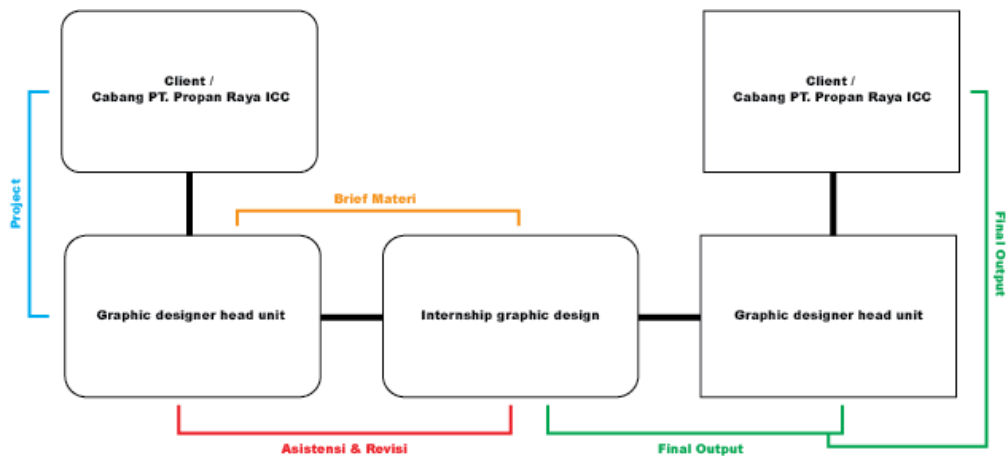 Client /
Cabang PT. Propan Raya ICC
Client /
Cabang PT. Propan Raya ICC
Project
Brief Materi
Final Output
Graphic designer head unit
Internship graphic design
Graphic designer head unit
Asistensi & Revisi
Final Output